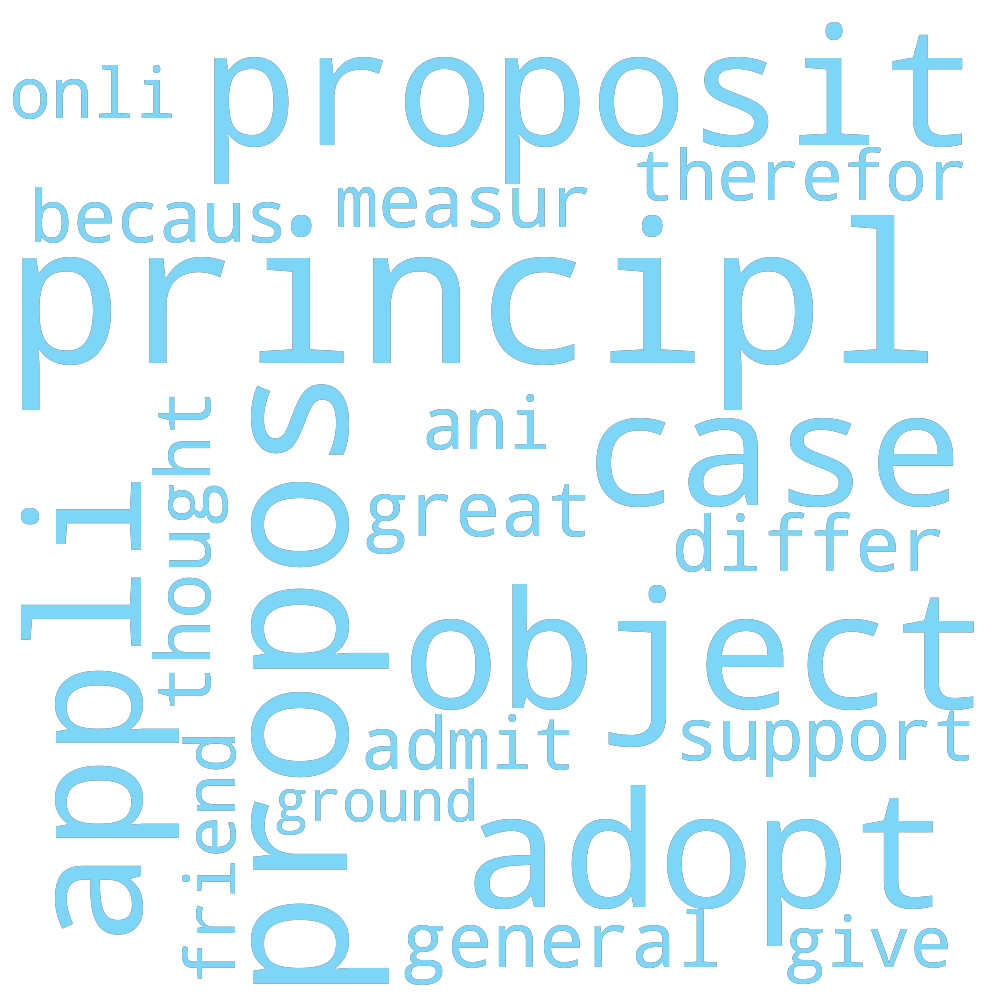 proposit
onli
therefor
measur
becaus
principl
ani
case
thought
propos
great
appli
differ
object
support
admit
friend
ground
adopt
general
give